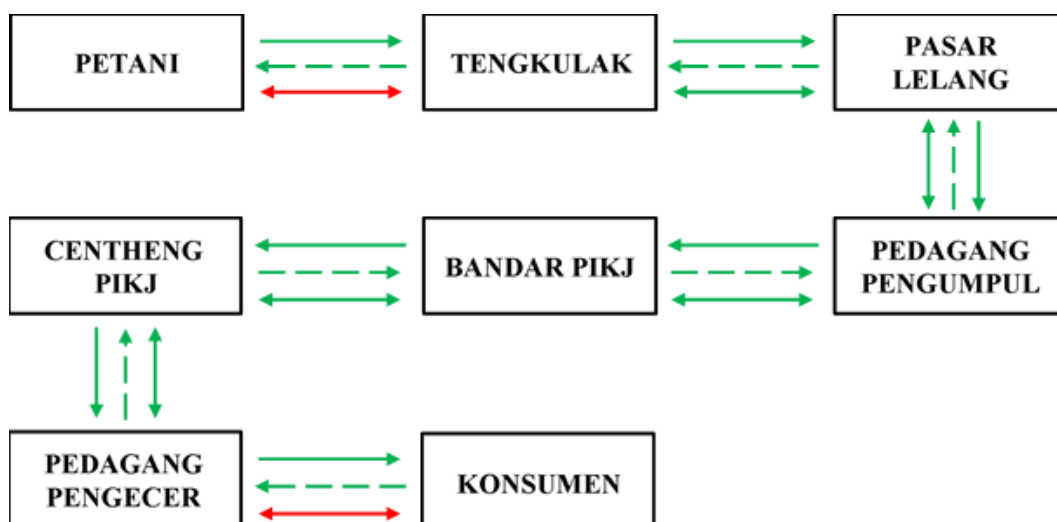 PETANI
TENGKULAK
PASAR
LELANG
CENTHENG
PIKJ
BANDAR PIKJ
PEDAGANG
PENGUMPUL
PEDAGANG
PENGECER
KONSUMEN